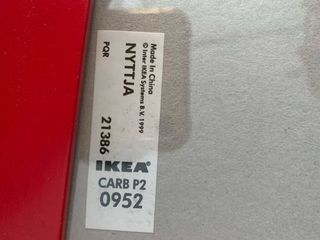 Made in China
© Inter IKEA Systems B.V. 1999
NYTTJA
PQR
21386
IKEA®
CARB P2
0952